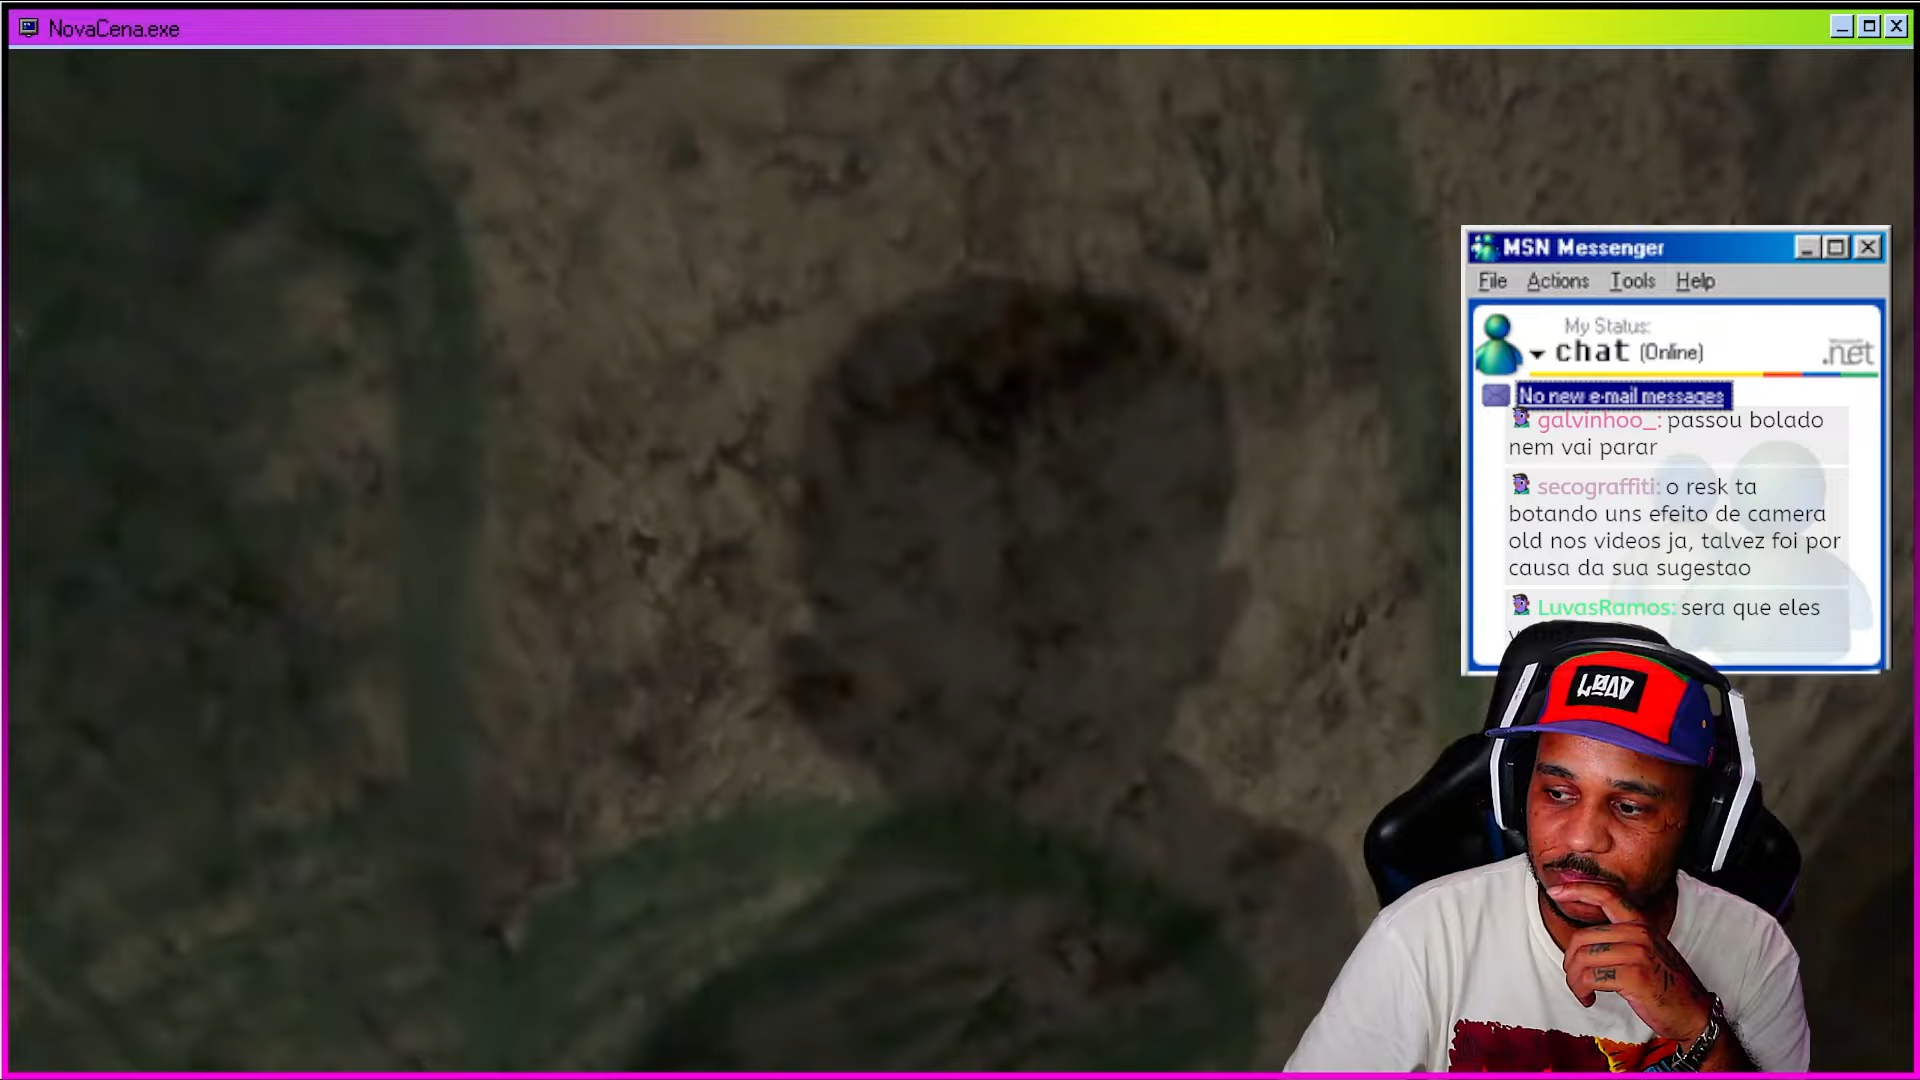 NovaCena.exe
MSN Messenger
File Actions Tools Help
My Status:
chat (Online)
.net
No new e-mail messages
galvinhoo_: passou bolado
nem vai parar
secograffiti: o resk ta
botando uns efeito de camera
old nos videos ja, talvez foi por
causa da sua sugestao
LuvasRamos: sera que eles
LOAD